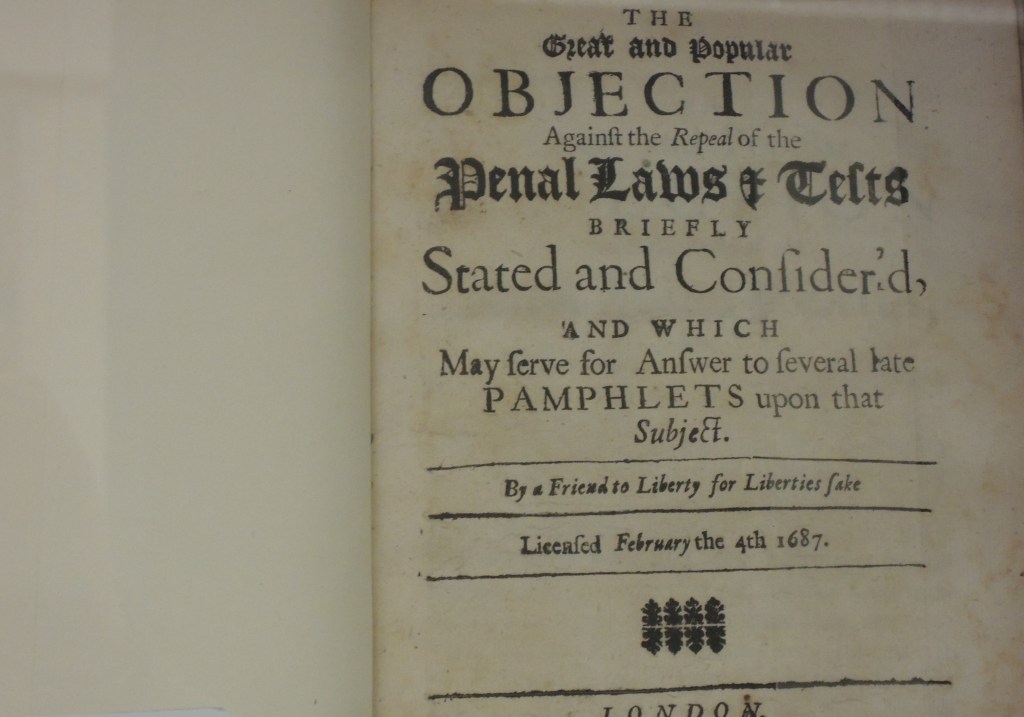 THE
Great and Popular
OBJECTION
Againſt the Repeal of the
Penal Laws & Teſts
BRIEFLY
Stated and Conſider'd,
AND WHICH
May ſerve for Anſwer to ſeveral late
PAMPHLETS upon that
Subject.
By a Friend to Liberty for Liberties ſake
Licenſed February the 4th 1687.
LONDON,